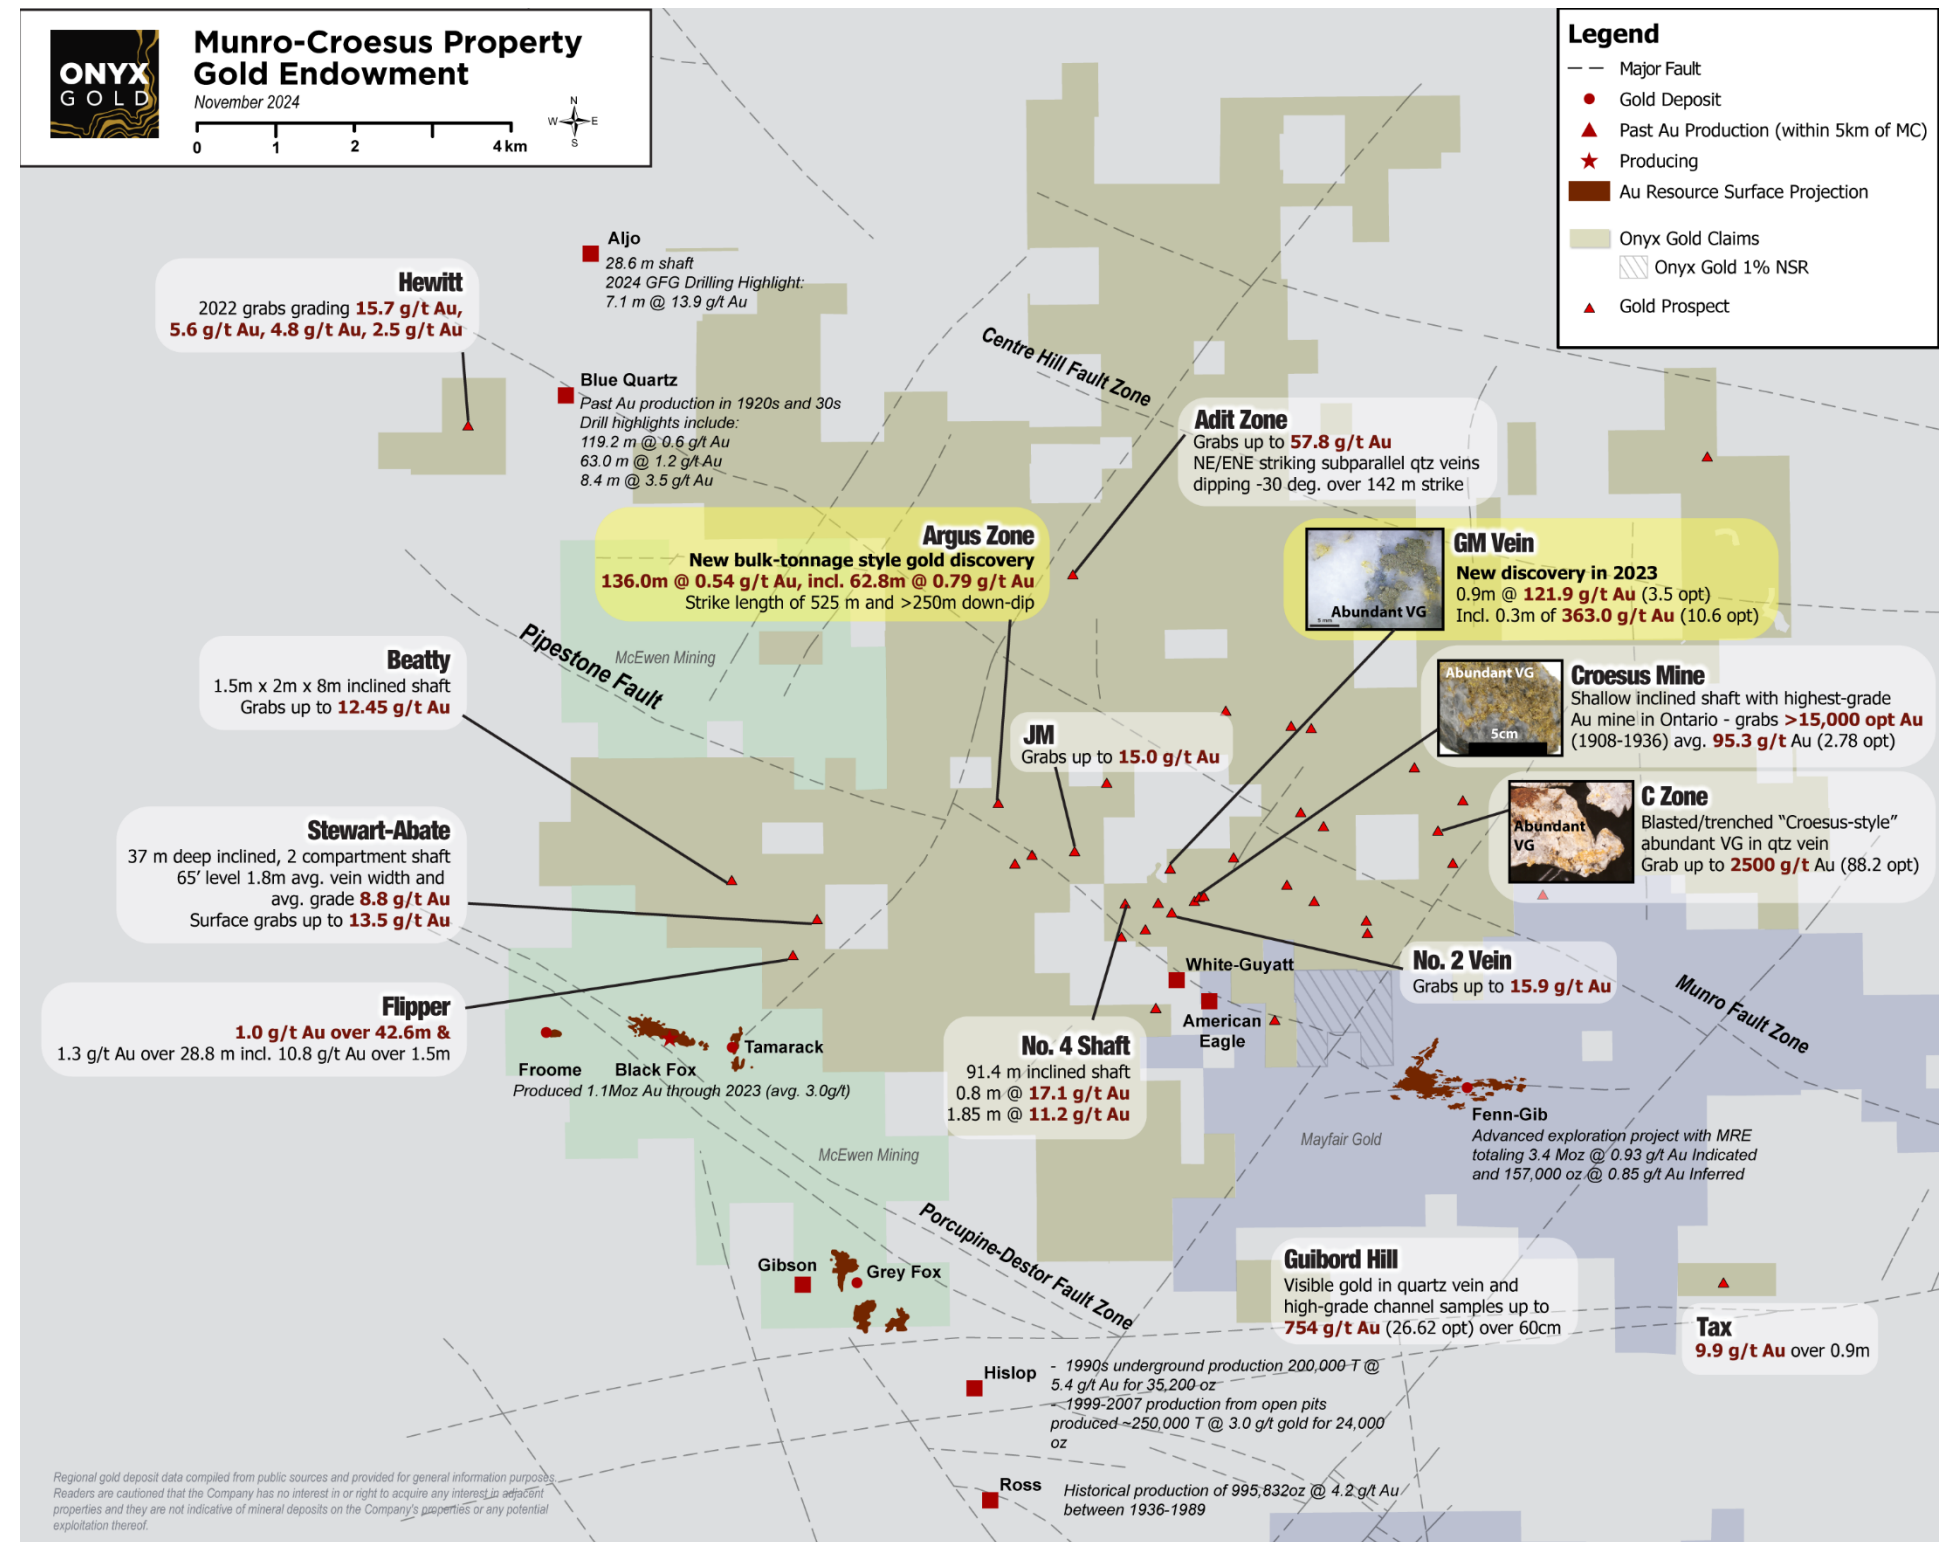 ONYX
GOLD
Munro-Croesus Property
Gold Endowment
November 2024
0 1 2 4 km
N
W E
S
Legend
Major Fault
Gold Deposit
Past Au Production (within 5km of MC)
Producing
Au Resource Surface Projection
Onyx Gold Claims
Onyx Gold 1% NSR
Gold Prospect
Aljo
28.6 m shaft
2024 GFG Drilling Highlight:
7.1 m @ 13.9 g/t Au
Hewitt
2022 grabs grading 15.7 g/t Au,
5.6 g/t Au, 4.8 g/t Au, 2.5 g/t Au
Blue Quartz
Past Au production in 1920s and 30s
Drill highlights include:
119.2 m @ 0.6 g/t Au
63.0 m @ 1.2 g/t Au
8.4 m @ 3.5 g/t Au
Centre Hill Fault Zone
Adit Zone
Grabs up to 57.8 g/t Au
NE/ENE striking subparallel qtz veins
dipping -30 deg. over 142 m strike
Argus Zone
New bulk-tonnage style gold discovery
136.0m @ 0.54 g/t Au, incl. 62.8m @ 0.79 g/t Au
Strike length of 525 m and >250m down-dip
Abundant VG
5 mm
GM Vein
New discovery in 2023
0.9m @ 121.9 g/t Au (3.5 opt)
Incl. 0.3m of 363.0 g/t Au (10.6 opt)
Pipestone Fault
McEwen Mining
Beatty
1.5m x 2m x 8m inclined shaft
Grabs up to 12.45 g/t Au
Abundant VG
5cm
Croesus Mine
Shallow inclined shaft with highest-grade
Au mine in Ontario - grabs >15,000 opt Au
(1908-1936) avg. 95.3 g/t Au (2.78 opt)
JM
Grabs up to 15.0 g/t Au
Abundant
VG
C Zone
Blasted/trenched “Croesus-style”
abundant VG in qtz vein
Grab up to 2500 g/t Au (88.2 opt)
Stewart-Abate
37 m deep inclined, 2 compartment shaft
65’ level 1.8m avg. vein width and
avg. grade 8.8 g/t Au
Surface grabs up to 13.5 g/t Au
White-Guyatt
No. 2 Vein
Grabs up to 15.9 g/t Au
Munro Fault Zone
Flipper
1.0 g/t Au over 42.6m &
1.3 g/t Au over 28.8 m incl. 10.8 g/t Au over 1.5m
American
Eagle
No. 4 Shaft
91.4 m inclined shaft
0.8 m @ 17.1 g/t Au
1.85 m @ 11.2 g/t Au
Tamarack
Froome
Black Fox
Produced 1.1Moz Au through 2023 (avg. 3.0g/t)
Fenn-Gib
Advanced exploration project with MRE
totaling 3.4 Moz @ 0.93 g/t Au Indicated
and 157,000 oz @ 0.85 g/t Au Inferred
Mayfair Gold
McEwen Mining
Porcupine-Destor Fault Zone
Gibson
Grey Fox
Guibord Hill
Visible gold in quartz vein and
high-grade channel samples up to
754 g/t Au (26.62 opt) over 60cm
Tax
9.9 g/t Au over 0.9m
Hislop
- 1990s underground production 200,000 T @
5.4 g/t Au for 35,200 oz
- 1999-2007 production from open pits
produced ~250,000 T @ 3.0 g/t gold for 24,000
oz
Ross
Historical production of 995,832oz @ 4.2 g/t Au
between 1936-1989
Regional gold deposit data compiled from public sources and provided for general information purposes.
Readers are cautioned that the Company has no interest in or right to acquire any interest in adjacent
properties and they are not indicative of mineral deposits on the Company's properties or any potential
exploitation thereof.